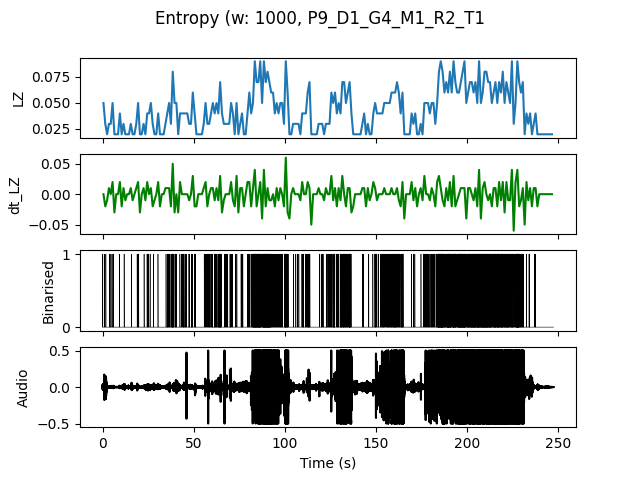 Entropy (w: 1000, P9_D1_G4_M1_R2_T1
LZ
0.075
0.050
0.025
dt_LZ
0.05
0.00
−0.05
Binarised
1
0
Audio
0.5
0.0
−0.5
0 50 100 150 200 250
Time (s)